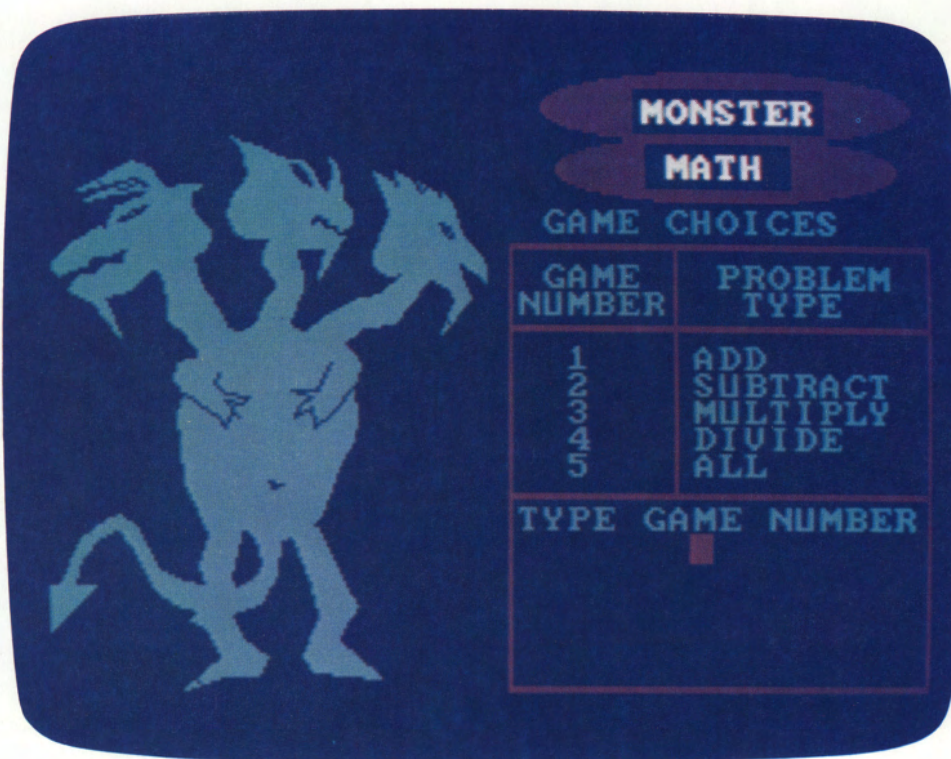 MONSTER
MATH
GAME CHOICES
GAME NUMBER PROBLEM TYPE
1 ADD
2 SUBTRACT
3 MULTIPLY
4 DIVIDE
5 ALL
TYPE GAME NUMBER